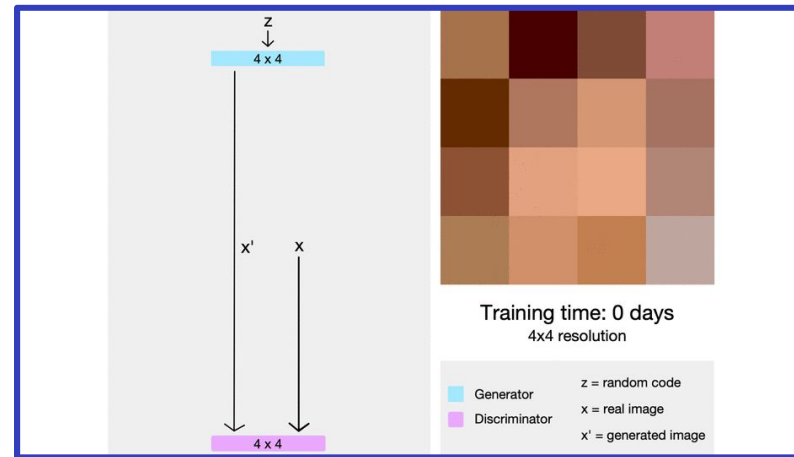 z
4 x 4
x'
x
4 x 4
Training time: 0 days
4x4 resolution
Generator
Discriminator
z = random code
x = real image
x' = generated image